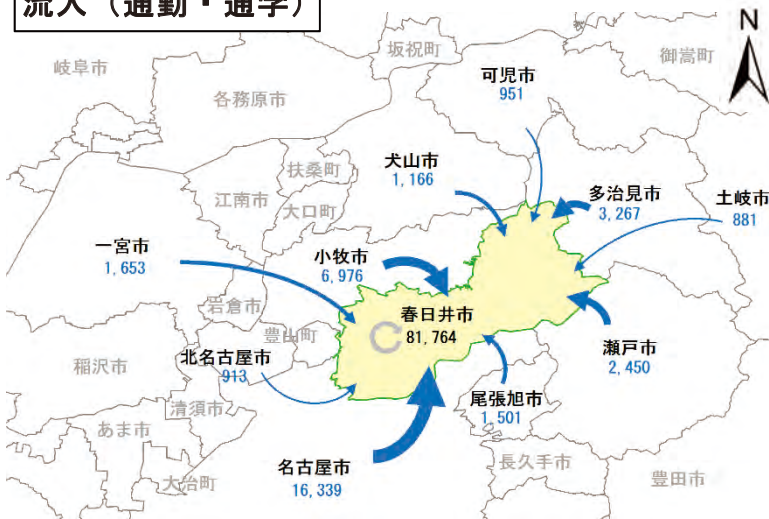 流入（通勤・通学）
N
坂祝町
御嵩町
岐阜市
可児市
951
各務原市
犬山市
1,166
扶桑町
多治見市
3,267
土岐市
881
江南市
大口町
一宮市
1,653
小牧市
6,976
岩倉市
春日井市
81,764
豊山町
北名古屋市
913
瀬戸市
2,450
稲沢市
尾張旭市
1,501
清須市
あま市
名古屋市
16,339
長久手市
大治町
豊田市